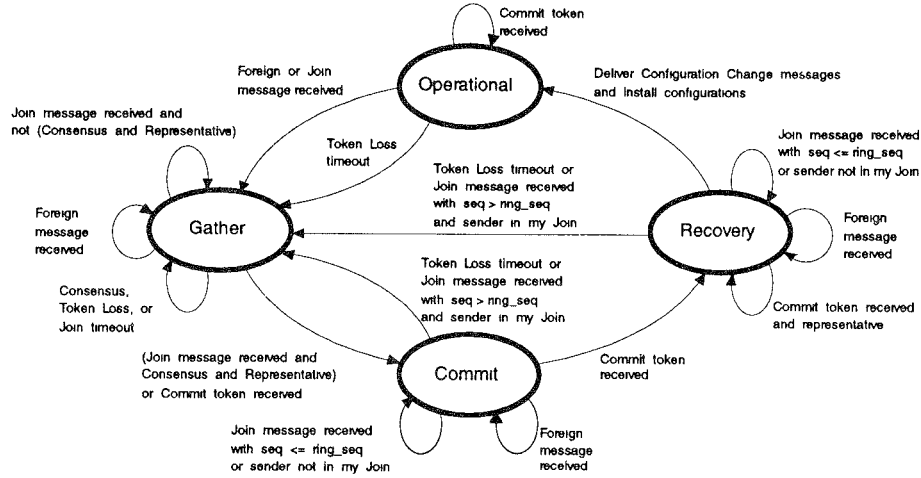 Commit token
received
Operational
Foreign or Join
message received
Deliver Configuration Change messages
and Install configurations
Join message received and
not (Consensus and Representative)
Token Loss
timeout
Token Loss timeout or
Join message received
with seq > ring_seq
and sender in my Join
Join message received
with seq <= ring_seq
or sender not in my Join
Foreign
message
received
Gather
Recovery
Foreign
message
received
Consensus,
Token Loss, or
Join timeout
Token Loss timeout or
Join message received
with seq > ring_seq
and sender in my Join
Commit token received
and representative
(Join message received and
Consensus and Representative)
or Commit token received
Commit
Commit token
received
Join message received
with seq <= ring_seq
or sender not in my Join
Foreign
message
received